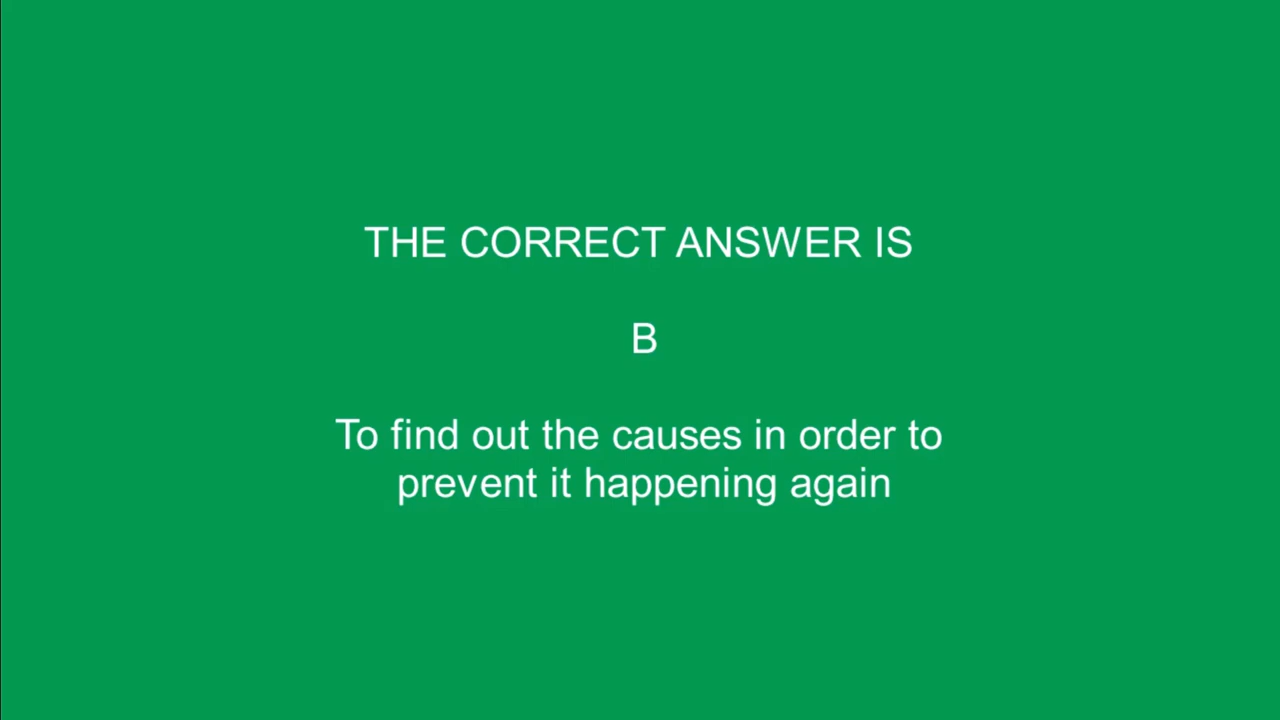 THE CORRECT ANSWER IS
B
To find out the causes in order to
prevent it happening again